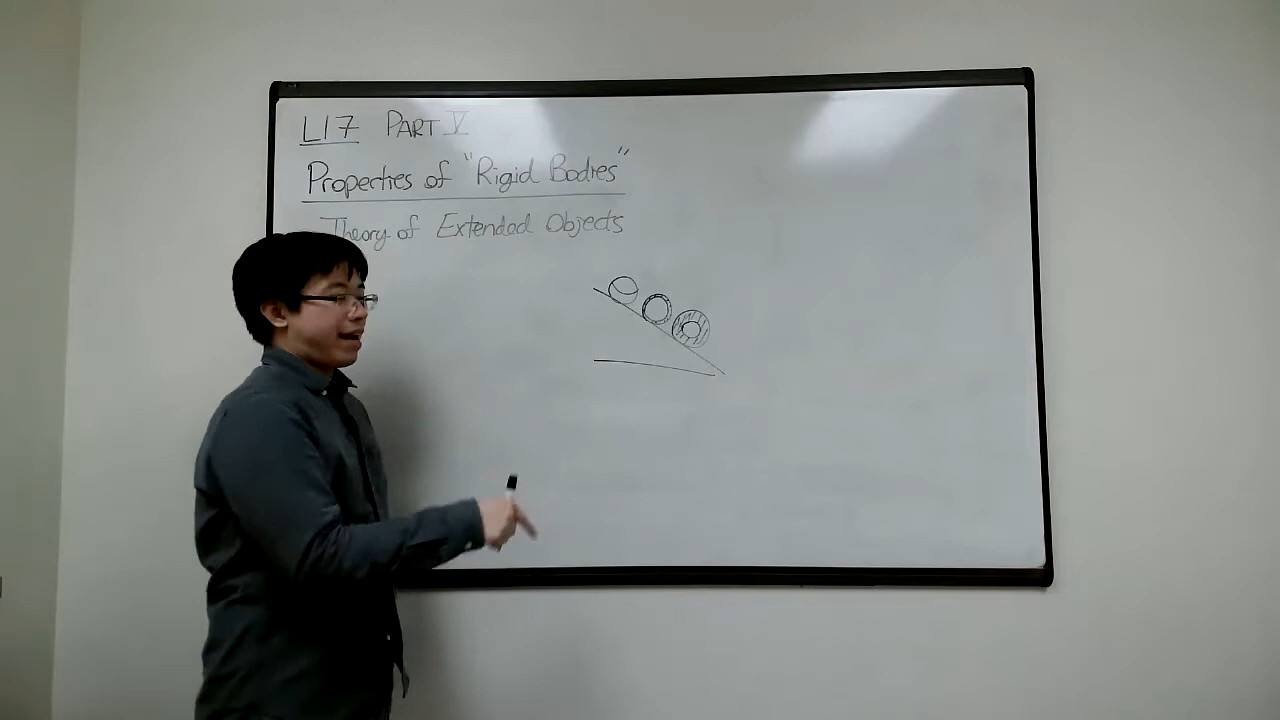 L17 PART V
Properties of "Rigid Bodies"
Theory of Extended Objects